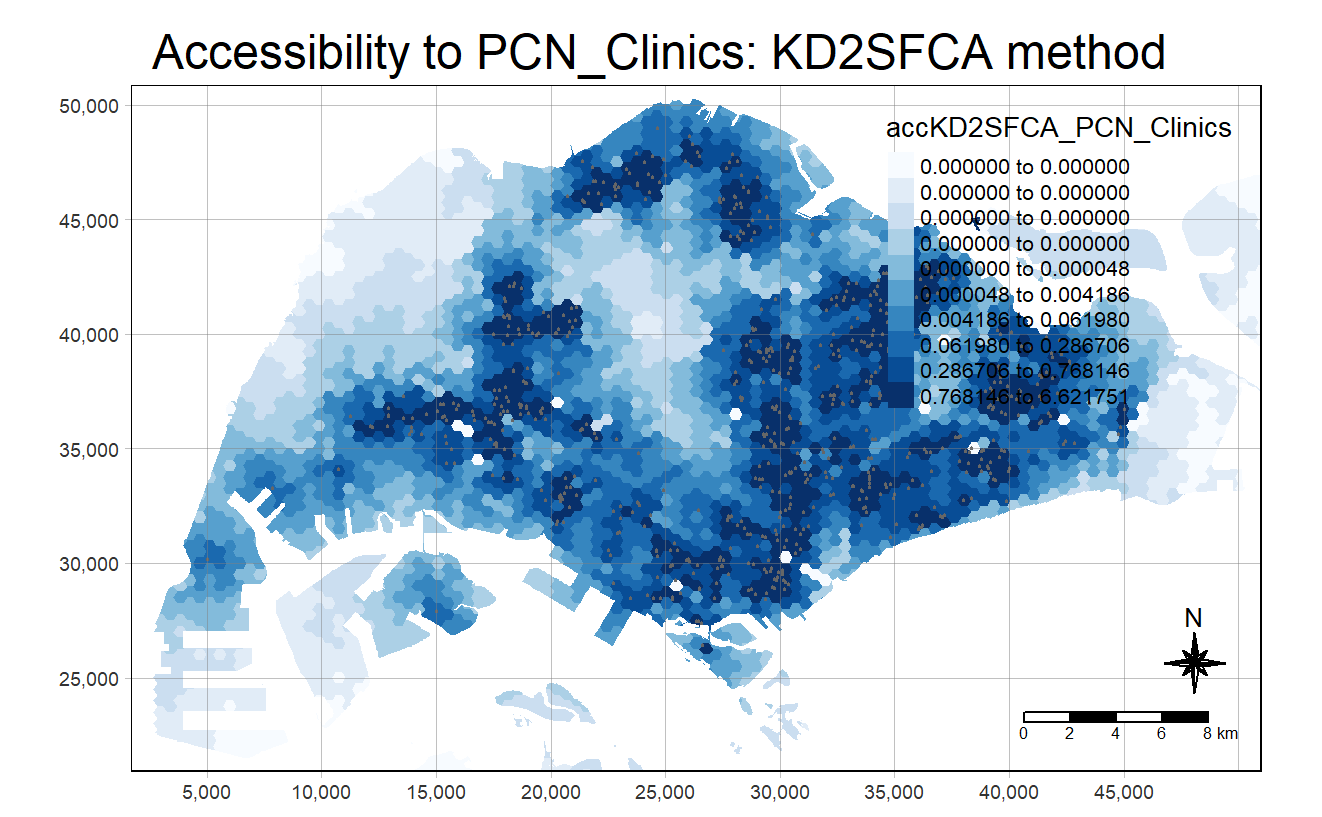 Accessibility to PCN_Clinics: KD2SFCA method
accKD2SFCA_PCN_Clinics
0.000000 to 0.000000
0.000000 to 0.000000
0.000000 to 0.000000
0.000000 to 0.000000
0.000000 to 0.000048
0.000048 to 0.004186
0.004186 to 0.061980
0.061980 to 0.286706
0.286706 to 0.768146
0.768146 to 6.621751
50,000
45,000
40,000
35,000
30,000
25,000
N
0 2 4 6 8 km
5,000 10,000 15,000 20,000 25,000 30,000 35,000 40,000 45,000